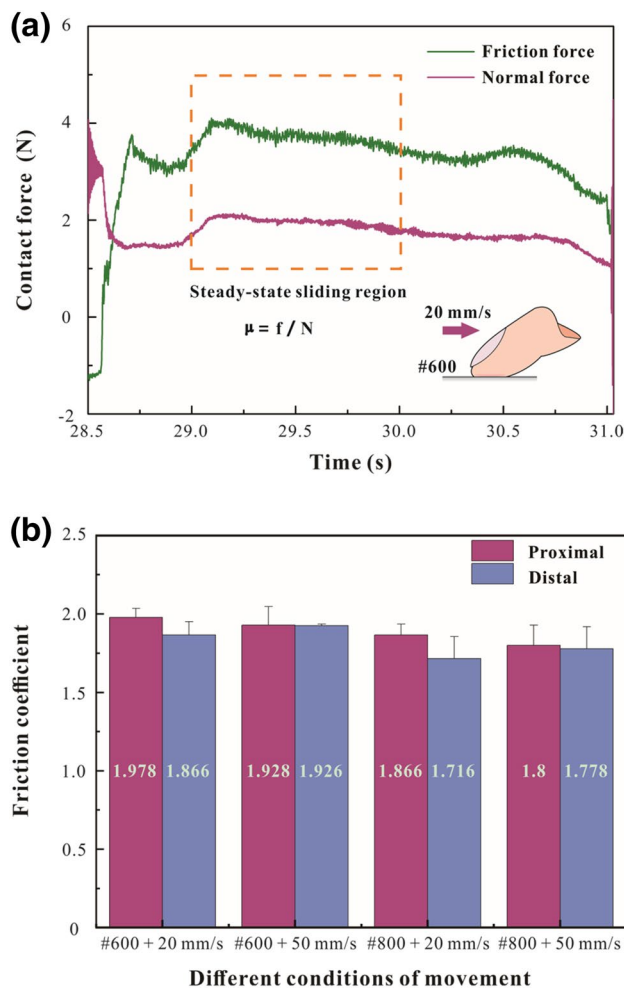 (a)
6
4
2
0
-2
Contact force (N)
Friction force
Normal force
Steady-state sliding region
μ = f / N
20 mm/s
#600
28.5 29.0 29.5 30.0 30.5 31.0
Time (s)
(b)
2.5
2.0
1.5
1.0
0.5
0
Friction coefficient
Proximal
Distal
1.978 1.866 1.928 1.926 1.866 1.716 1.8 1.778
#600 + 20 mm/s #600 + 50 mm/s #800 + 20 mm/s #800 + 50 mm/s
Different conditions of movement